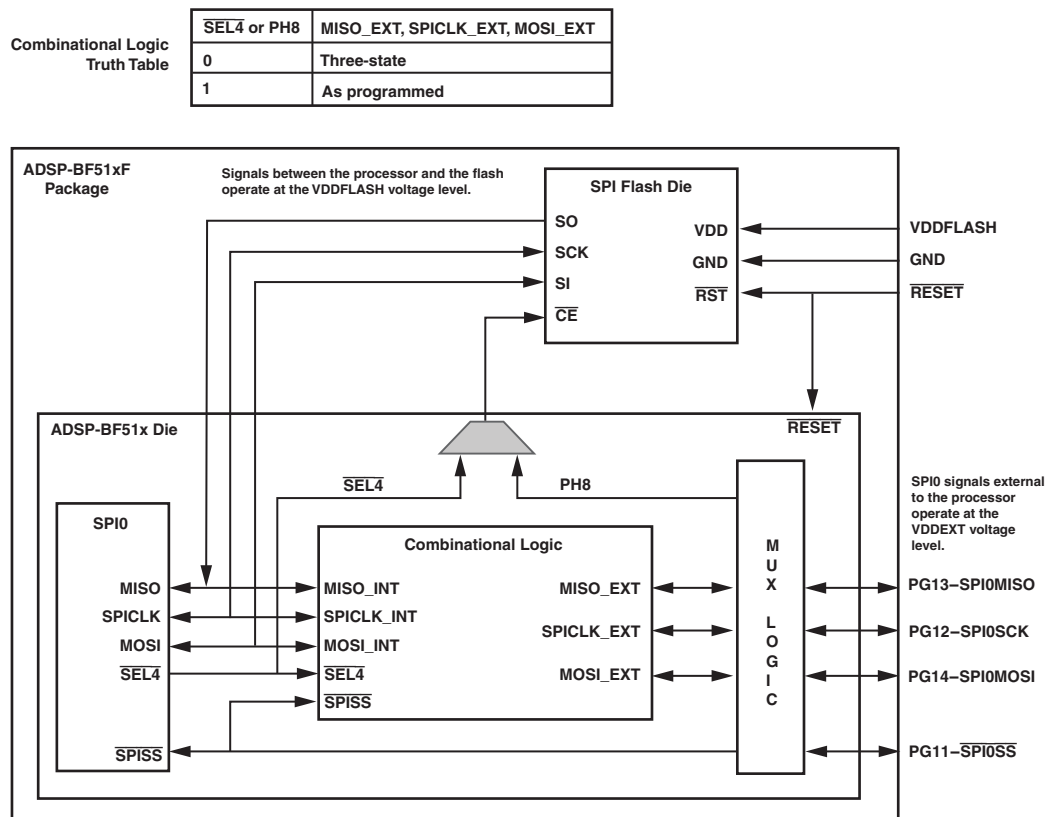 Combinational Logic
Truth Table
SEL4 or PH8 MISO_EXT, SPICLK_EXT, MOSI_EXT
0 Three-state
1 As programmed
ADSP-BF51xF
Package
Signals between the processor and the flash
operate at the VDDFLASH voltage level.
SPI Flash Die
SO
SCK
SI
CE
VDD
GND
RST
VDDFLASH
GND
RESET
RESET
ADSP-BF51x Die
SEL4
PH8
SPI0
MISO
SPICLK
MOSI
SEL4
SPISS
Combinational Logic
MISO_INT
SPICLK_INT
MOSI_INT
SEL4
SPISS
MISO_EXT
SPICLK_EXT
MOSI_EXT
MUX LOGIC
SPI0 signals external
to the processor
operate at the
VDDEXT voltage
level.
PG13–SPI0MISO
PG12–SPI0SCK
PG14–SPI0MOSI
PG11–SPI0SS